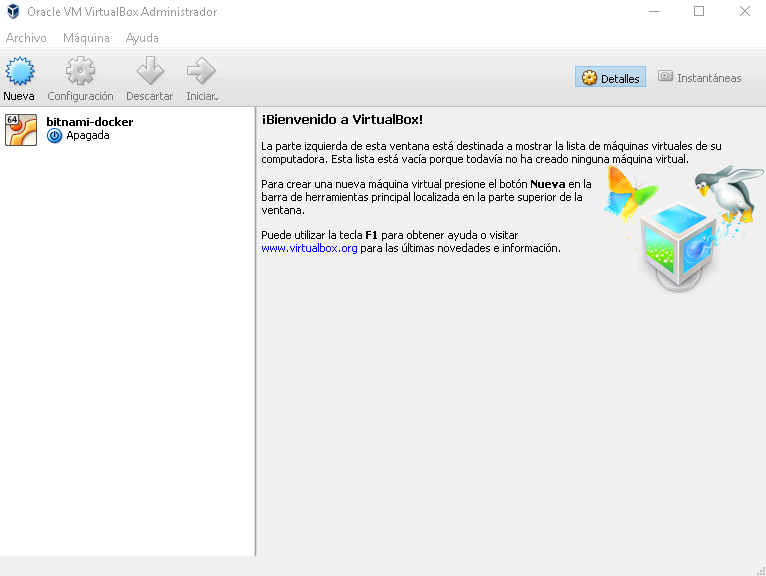 Oracle VM VirtualBox Administrador
Archivo Máquina Ayuda
Nueva Configuración Descartar Iniciar
Detalles Instantáneas
64
bitnami-docker
Apagada
¡Bienvenido a VirtualBox!
La parte izquierda de esta ventana está destinada a mostrar la lista de máquinas virtuales de su
computadora. Esta lista está vacía porque todavía no ha creado ninguna máquina virtual.
Para crear una nueva máquina virtual presione el botón Nueva en la
barra de herramientas principal localizada en la parte superior de la
ventana.
Puede utilizar la tecla F1 para obtener ayuda o visitar
www.virtualbox.org para las últimas novedades e información.